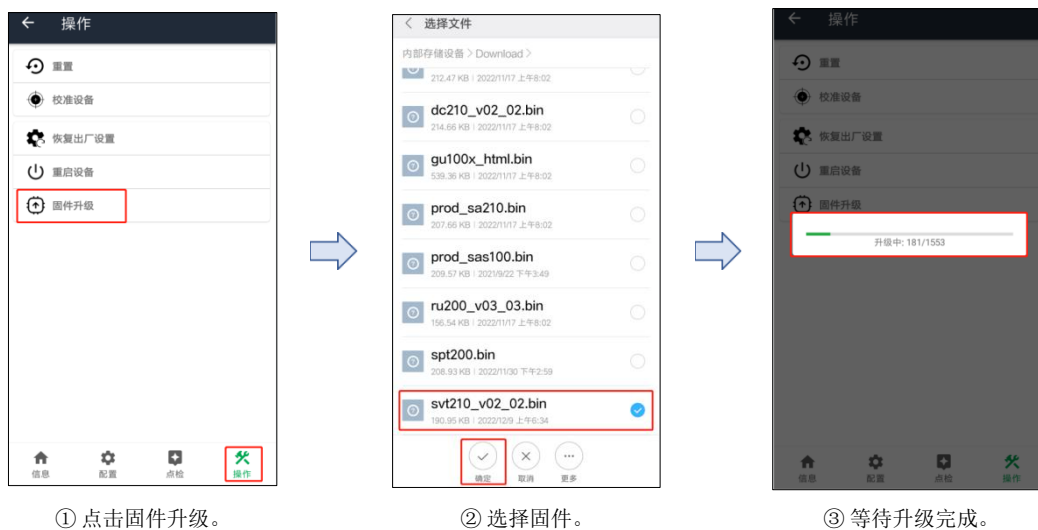 操作
重置
校准设备
恢复出厂设置
重启设备
固件升级
信息
配置
点检
操作
选择文件
内部存储设备 > Download >
212.47 KB | 2022/11/17 上午8:02
dc210_v02_02.bin
214.66 KB | 2022/11/17 上午8:02
gu100x_html.bin
539.36 KB | 2022/11/17 上午8:02
prod_sa210.bin
207.66 KB | 2022/11/17 上午8:02
prod_sas100.bin
209.57 KB | 2021/9/22 下午3:49
ru200_v03_03.bin
156.54 KB | 2022/11/17 上午8:02
spt200.bin
208.93 KB | 2022/11/30 下午2:59
svt210_v02_02.bin
190.95 KB | 2022/12/9 上午6:34
确定
取消
更多
操作
重置
校准设备
恢复出厂设置
重启设备
固件升级
升级中: 181/1553
信息
配置
点检
操作
① 点击固件升级。
② 选择固件。
③ 等待升级完成。